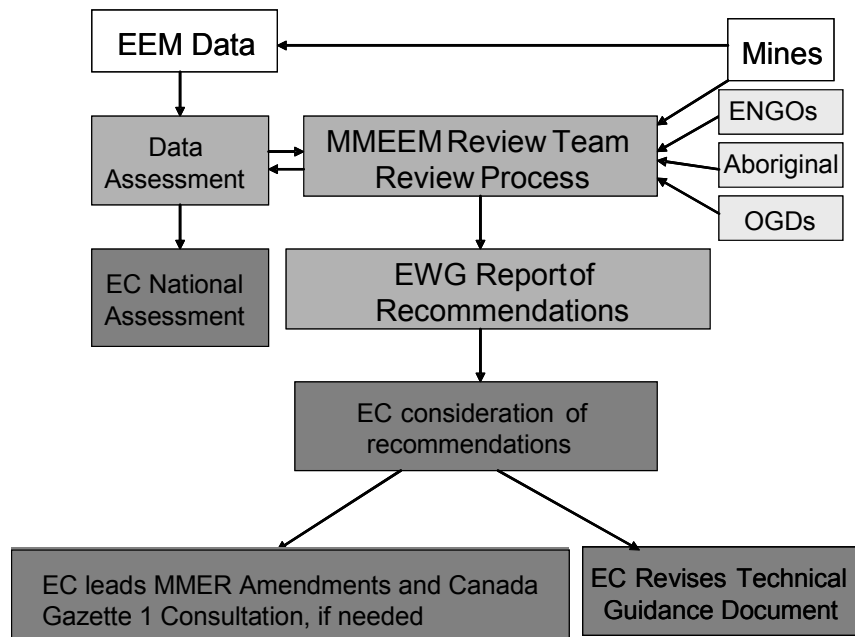 EEM Data
Mines
ENGOs
Data
Assessment
MMEEM Review Team
Review Process
Aboriginal
OGDs
EC National
Assessment
EWG Report of
Recommendations
EC consideration of
recommendations
EC leads MMER Amendments and Canada
Gazette 1 Consultation, if needed
EC Revises Technical
Guidance Document